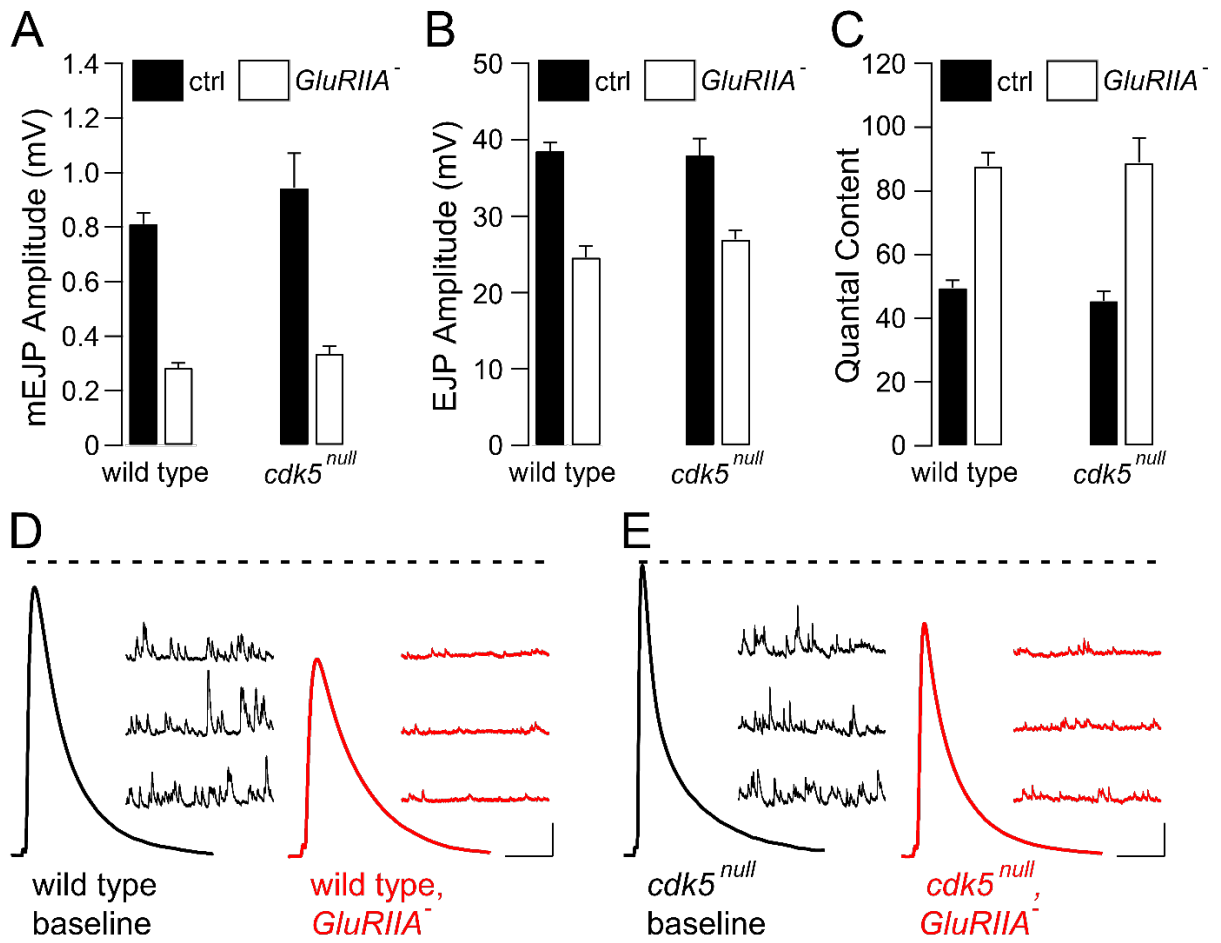 A
mEJP Amplitude (mV)
1.4
1.2
1.0
0.8
0.6
0.4
0.2
0
ctrl
GluRIIA-
wild type
cdk5null
B
EJP Amplitude (mV)
50
40
30
20
10
0
ctrl
GluRIIA-
wild type
cdk5null
C
Quantal Content
120
100
80
60
40
20
0
ctrl
GluRIIA-
wild type
cdk5null
D
wild type
baseline
wild type,
GluRIIA-
E
cdk5null
baseline
cdk5null,
GluRIIA-